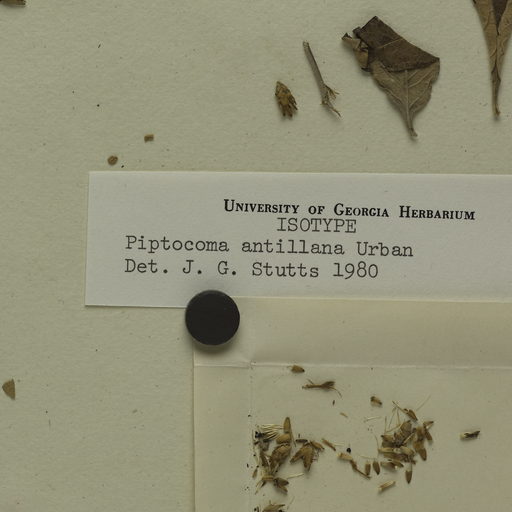 University of Georgia Herbarium
ISOTYPE
Piptocoma antillana Urban
Det. J. G. Stutts 1980